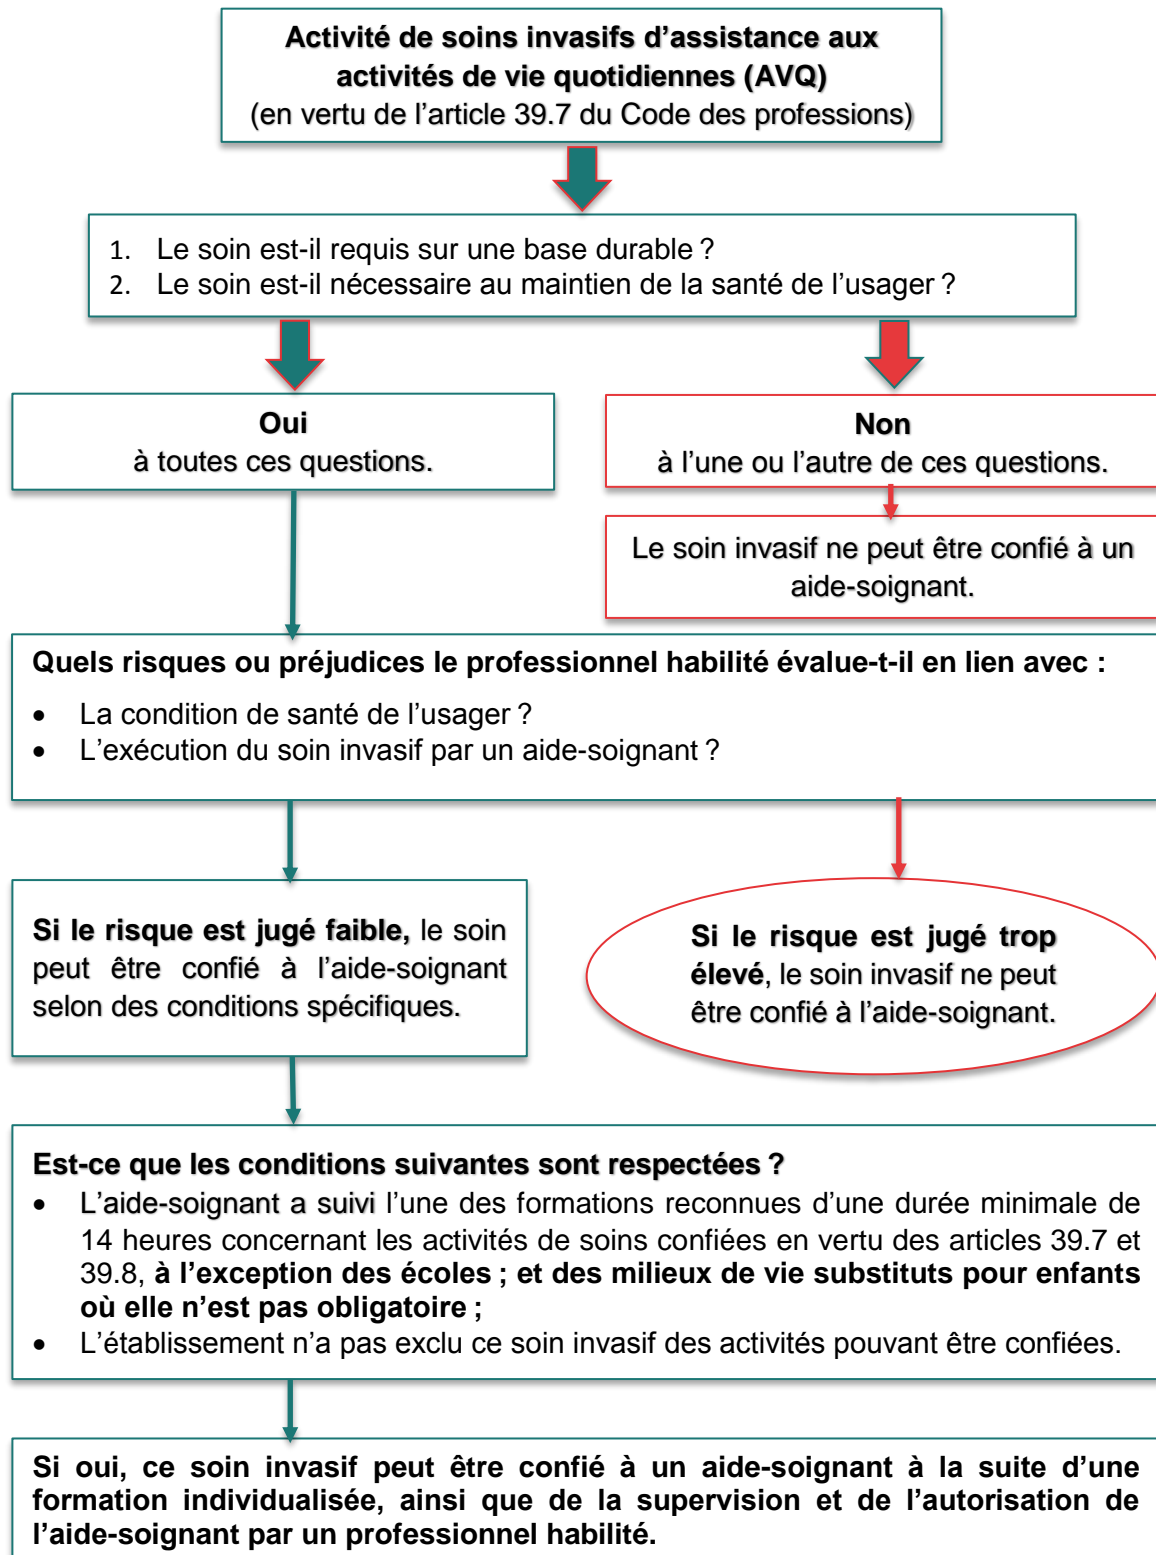 Activité de soins invasifs d’assistance aux
activités de vie quotidiennes (AVQ)
(en vertu de l’article 39.7 du Code des professions)
1. Le soin est-il requis sur une base durable ?
2. Le soin est-il nécessaire au maintien de la santé de l’usager ?
Oui
à toutes ces questions.
Non
à l’une ou l’autre de ces questions.
Le soin invasif ne peut être confié à un
aide-soignant.
Quels risques ou préjudices le professionnel habilité évalue-t-il en lien avec :
• La condition de santé de l’usager ?
• L’exécution du soin invasif par un aide-soignant ?
Si le risque est jugé faible, le soin
peut être confié à l’aide-soignant
selon des conditions spécifiques.
Si le risque est jugé trop
élevé, le soin invasif ne peut
être confié à l’aide-soignant.
Est-ce que les conditions suivantes sont respectées ?
• L’aide-soignant a suivi l’une des formations reconnues d’une durée minimale de
14 heures concernant les activités de soins confiées en vertu des articles 39.7 et
39.8, à l’exception des écoles ; et des milieux de vie substituts pour enfants
où elle n’est pas obligatoire ;
• L’établissement n’a pas exclu ce soin invasif des activités pouvant être confiées.
Si oui, ce soin invasif peut être confié à un aide-soignant à la suite d’une
formation individualisée, ainsi que de la supervision et de l’autorisation de
l’aide-soignant par un professionnel habilité.